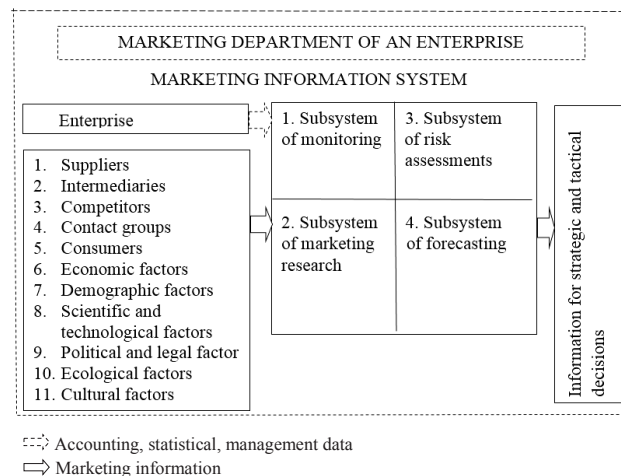 MARKETING DEPARTMENT OF AN ENTERPRISE
MARKETING INFORMATION SYSTEM
Enterprise
1. Suppliers
2. Intermediaries
3. Competitors
4. Contact groups
5. Consumers
6. Economic factors
7. Demographic factors
8. Scientific and
technological factors
9. Political and legal factor
10. Ecological factors
11. Cultural factors
1. Subsystem
of monitoring
3. Subsystem
of risk
assessments
2. Subsystem
of marketing
research
4. Subsystem
of forecasting
Information for strategic and tactical
decisions
Accounting, statistical, management data
Marketing information